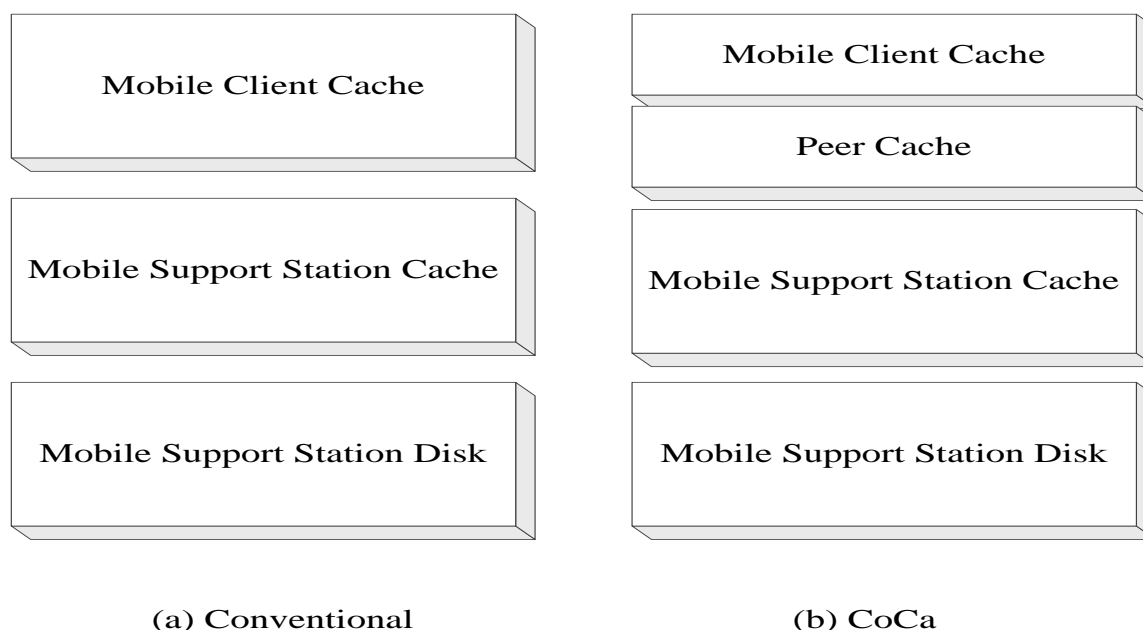 Mobile Client Cache
Mobile Support Station Cache
Mobile Support Station Disk
(a) Conventional
Mobile Client Cache
Peer Cache
Mobile Support Station Cache
Mobile Support Station Disk
(b) CoCa